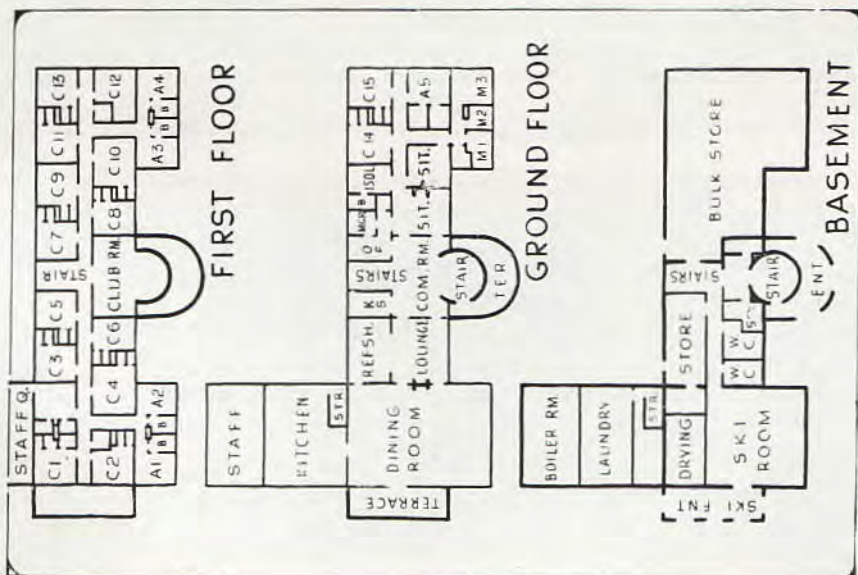 STAFF Q.
C1
C3
C5
STAIR
C7
C9
C11
C13
C2
C4
C6
CLUB RM.
C8
C10
C12
A1
B
B
A2
A3
B
B
A4
FIRST FLOOR
STAFF
KITCHEN
STR.
DINING
ROOM
TERRACE
REFSH.
K
S
STAIRS
O
F
MGR
B
ISOL
C 14
C15
LOUNGE
COM. RM.
SIT.
SIT.
A5
STAIR
TER
M1
M2
M3
GROUND FLOOR
BOILER RM.
LAUNDRY
STR.
DRYING
STORE
STAIRS
BULK STORE
SKI
ROOM
SKI ENT
W.
C.
W.
C.
STAIR
ENT
BASEMENT